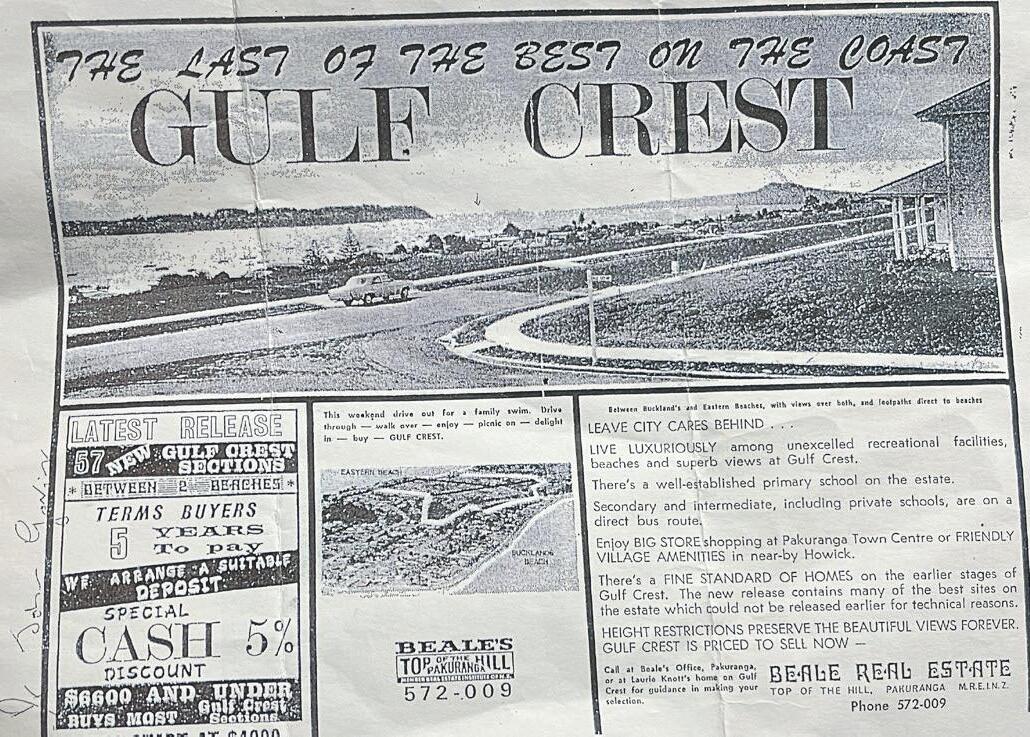 THE LAST OF THE BEST ON THE COAST
GULF CREST
LATEST RELEASE
57 NEW GULF CREST
SECTIONS
* BETWEEN 2 BEACHES *
TERMS BUYERS
5 YEARS
To pay
WE ARRANGE A SUITABLE
DEPOSIT
SPECIAL
CASH 5%
DISCOUNT
$6600 AND UNDER
BUYS MOST Gulf Crest
Sections
This weekend drive out for a family swim. Drive
through — walk over — enjoy — picnic on — delight
in — buy — GULF CREST.
EASTERN BEACH
BUCKLANDS
BEACH
BEALE'S
TOP OF THE HILL
PAKURANGA
572-009
Between Buckland's and Eastern Beaches, with views over both, and footpaths direct to beaches
LEAVE CITY CARES BEHIND . . .
LIVE LUXURIOUSLY among unexcelled recreational facilities,
beaches and superb views at Gulf Crest.
There's a well-established primary school on the estate.
Secondary and intermediate, including private schools, are on a
direct bus route.
Enjoy BIG STORE shopping at Pakuranga Town Centre or FRIENDLY
VILLAGE AMENITIES in near-by Howick.
There's a FINE STANDARD OF HOMES on the earlier stages of
Gulf Crest. The new release contains many of the best sites on
the estate which could not be released earlier for technical reasons.
HEIGHT RESTRICTIONS PRESERVE THE BEAUTIFUL VIEWS FOREVER.
GULF CREST IS PRICED TO SELL NOW —
Call at Beale's Office, Pakuranga,
or at Laurie Knott's home on Gulf
Crest for guidance in making your
selection.
BEALE REAL ESTATE
TOP OF THE HILL, PAKURANGA M.R.E.I.N.Z.
Phone 572-009